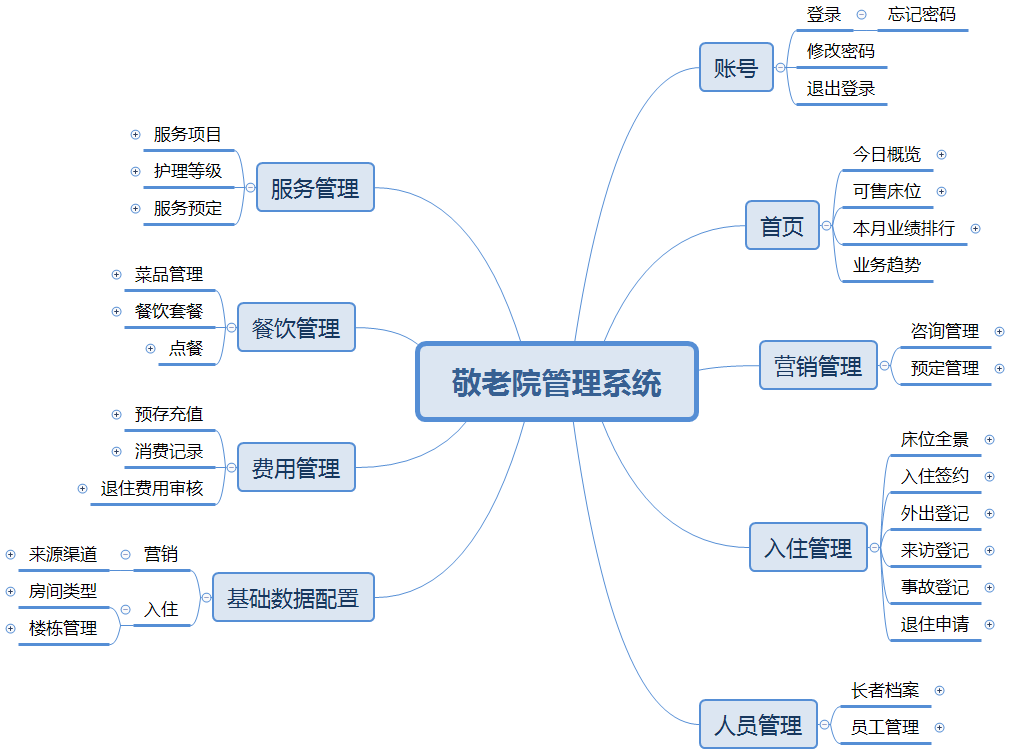 敬老院管理系统
账号
登录
忘记密码
修改密码
退出登录
首页
今日概览
可售床位
本月业绩排行
业务趋势
营销管理
咨询管理
预定管理
入住管理
床位全景
入住签约
外出登记
来访登记
事故登记
退住申请
人员管理
长者档案
员工管理
服务管理
服务项目
护理等级
服务预定
餐饮管理
菜品管理
餐饮套餐
点餐
费用管理
预存充值
消费记录
退住费用审核
基础数据配置
营销
来源渠道
入住
房间类型
楼栋管理